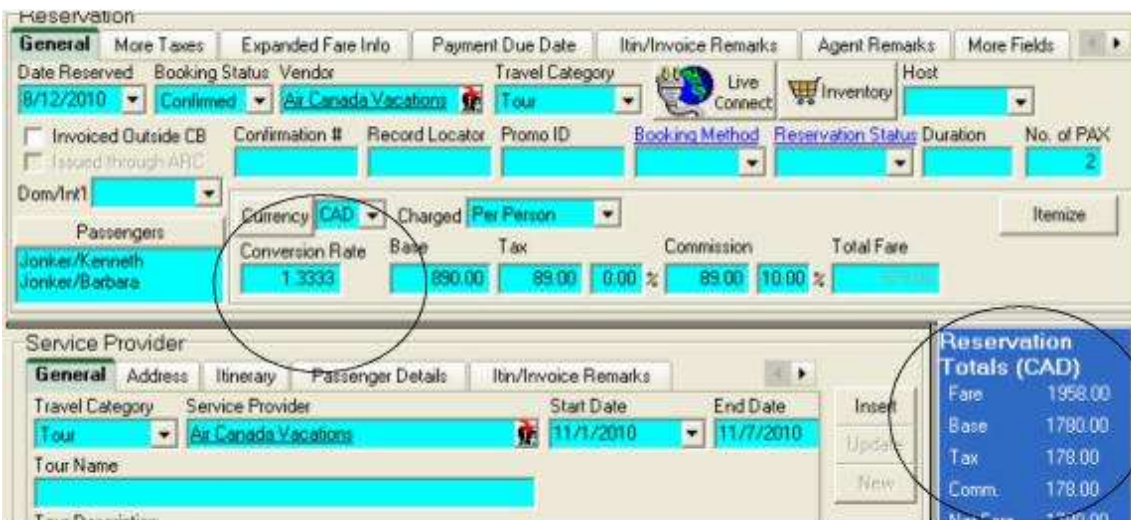 Reservation
General More Taxes Expanded Fare Info Payment Due Date Itin/Invoice Remarks Agent Remarks More Fields
Date Reserved Booking Status Vendor Travel Category Live Connect Inventory Host
8/12/2010 Confirmed Air Canada Vacations Tour
Invoiced Outside CB Confirmation # Record Locator Promo ID Booking Method Reservation Status Duration No. of PAX
Issued through ARC 2
Dom/Int1 Currency CAD Charged Per Person Itemize
Passengers Conversion Rate Base Tax Commission Total Fare
Jonker/Kenneth 1.3333 890.00 89.00 0.00 % 89.00 10.00 %
Jonker/Barbara
Service Provider Reservation
General Address Itinerary Passenger Details Itin/Invoice Remarks Totals (CAD)
Travel Category Service Provider Start Date End Date Insert Fare 1958.00
Tour Air Canada Vacations 11/1/2010 11/7/2010 Update Base 1780.00
Tour Name Tax 178.00
New Comm. 178.00
Tour Description